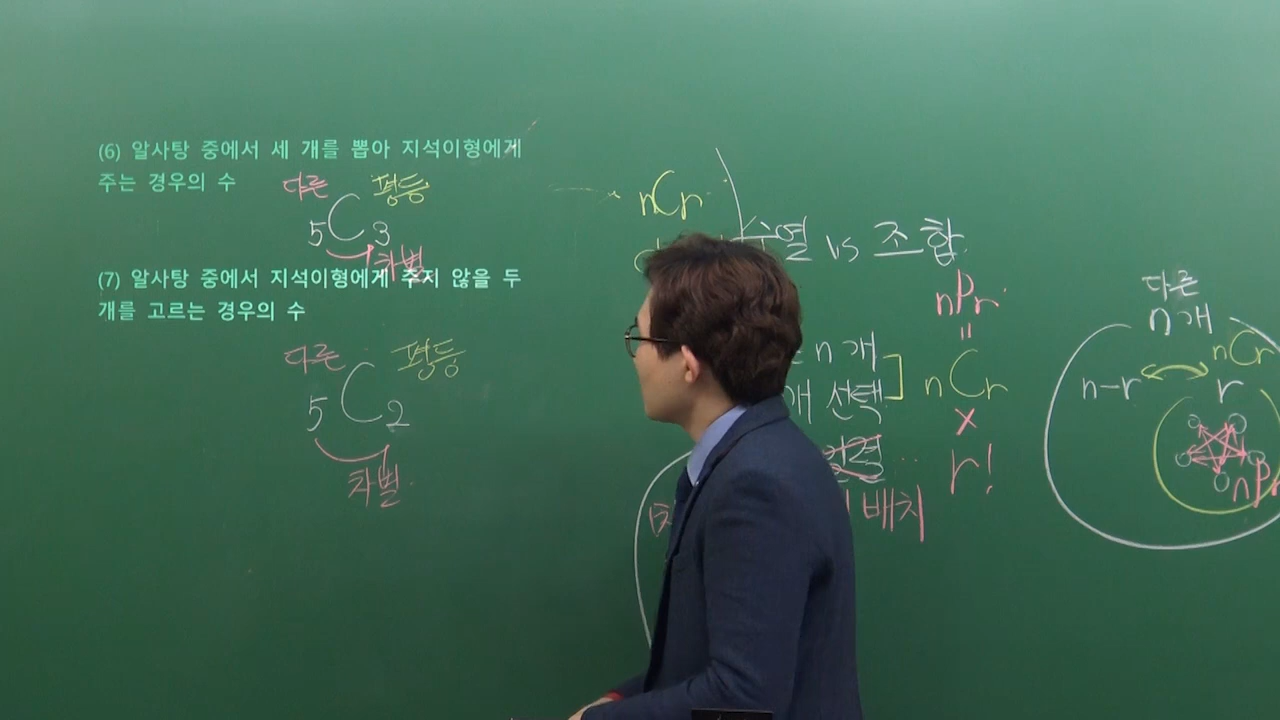 (6) 알사탕 중에서 세 개를 뽑아 지석이형에게
주는 경우의 수
다른 평등
5C3
차별
(7) 알사탕 중에서 지석이형에게 주지 않을 두
개를 고르는 경우의 수
다른 평등
5C2
차별
nCr
순열 vs 조합
nPr
=
n개
개 선택
nCr
×
r!
배치
다른
n개
nCr
n-r
r
nPr